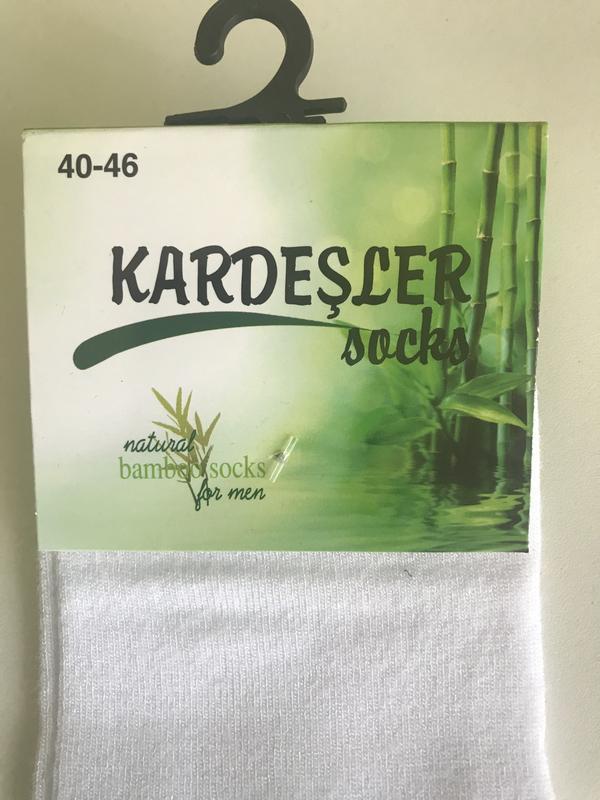 40-46
KARDEŞLER
socks
natural
bamboo socks
for men